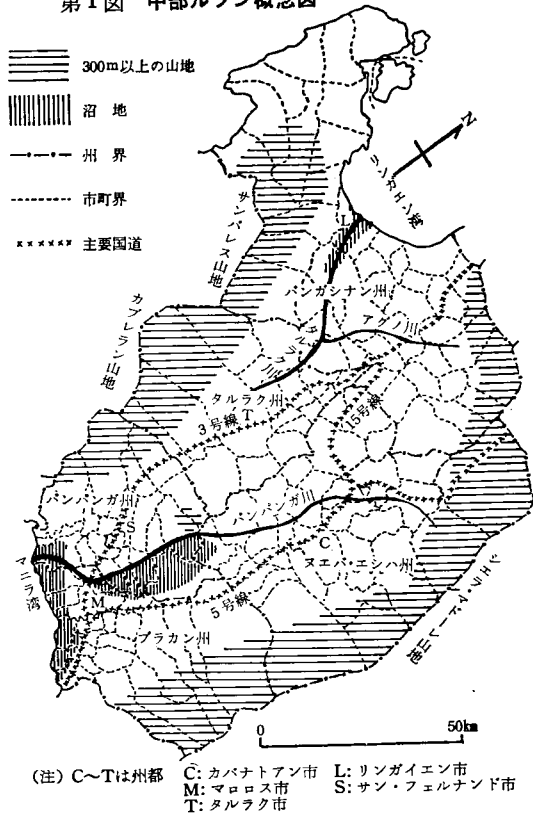 第1図 中部ルソン概念図
300m以上の山地
沼地
州界
市町界
主要国道
N
リンガエン湾
サンバレス山地
L
パンガシナン州
カブレラン山地
アグノ川
タルラク川
タルラク州
3号線
T
15号線
パンパンガ州
パンパンガ川
S
C
ヌエバ・エシハ州
マニラ湾
M
5号線
シェラ・マドーレ山地
ブラカン州
0 50km
(注) C〜Tは州都 C: カバナトアン市 L: リンガイエン市
M: マロロス市 S: サン・フェルナンド市
T: タルラク市